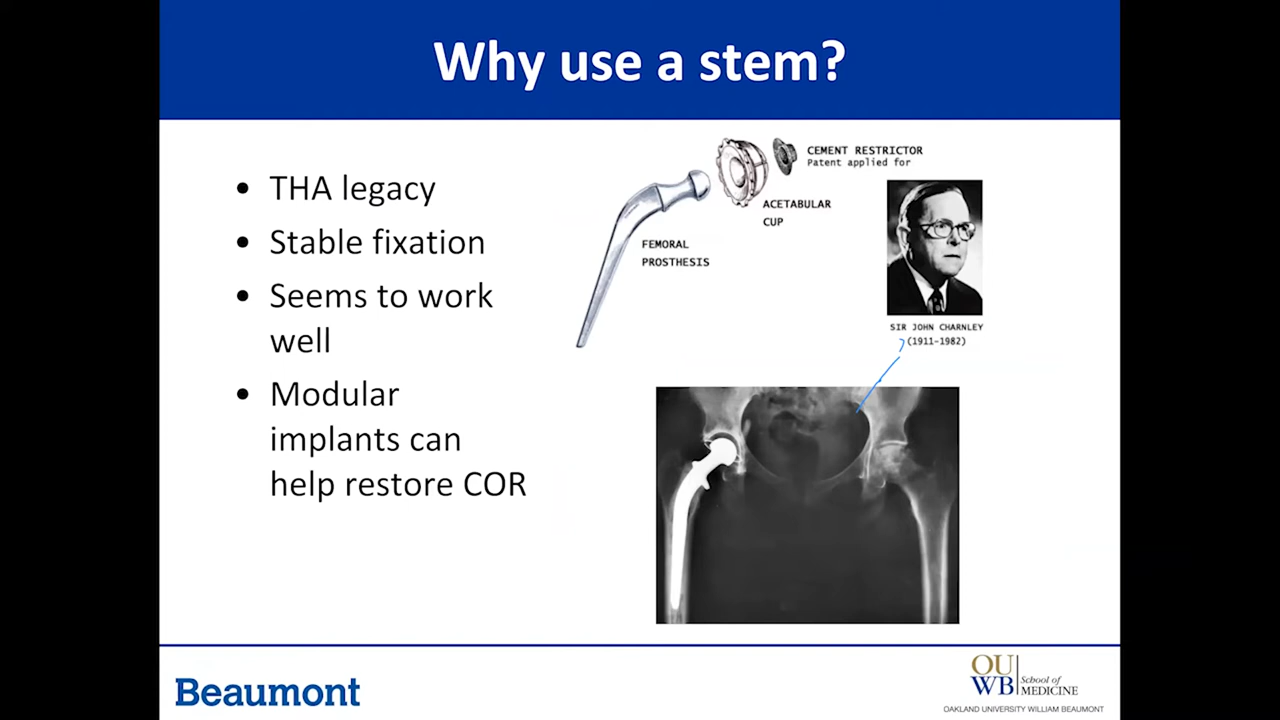 Why use a stem?
• THA legacy
• Stable fixation
• Seems to work
well
• Modular
implants can
help restore COR
CEMENT RESTRICTOR
Patent applied for
ACETABULAR
CUP
FEMORAL
PROSTHESIS
SIR JOHN CHARNLEY
(1911-1982)
Beaumont
OU
WB
School of
MEDICINE
OAKLAND UNIVERSITY WILLIAM BEAUMONT